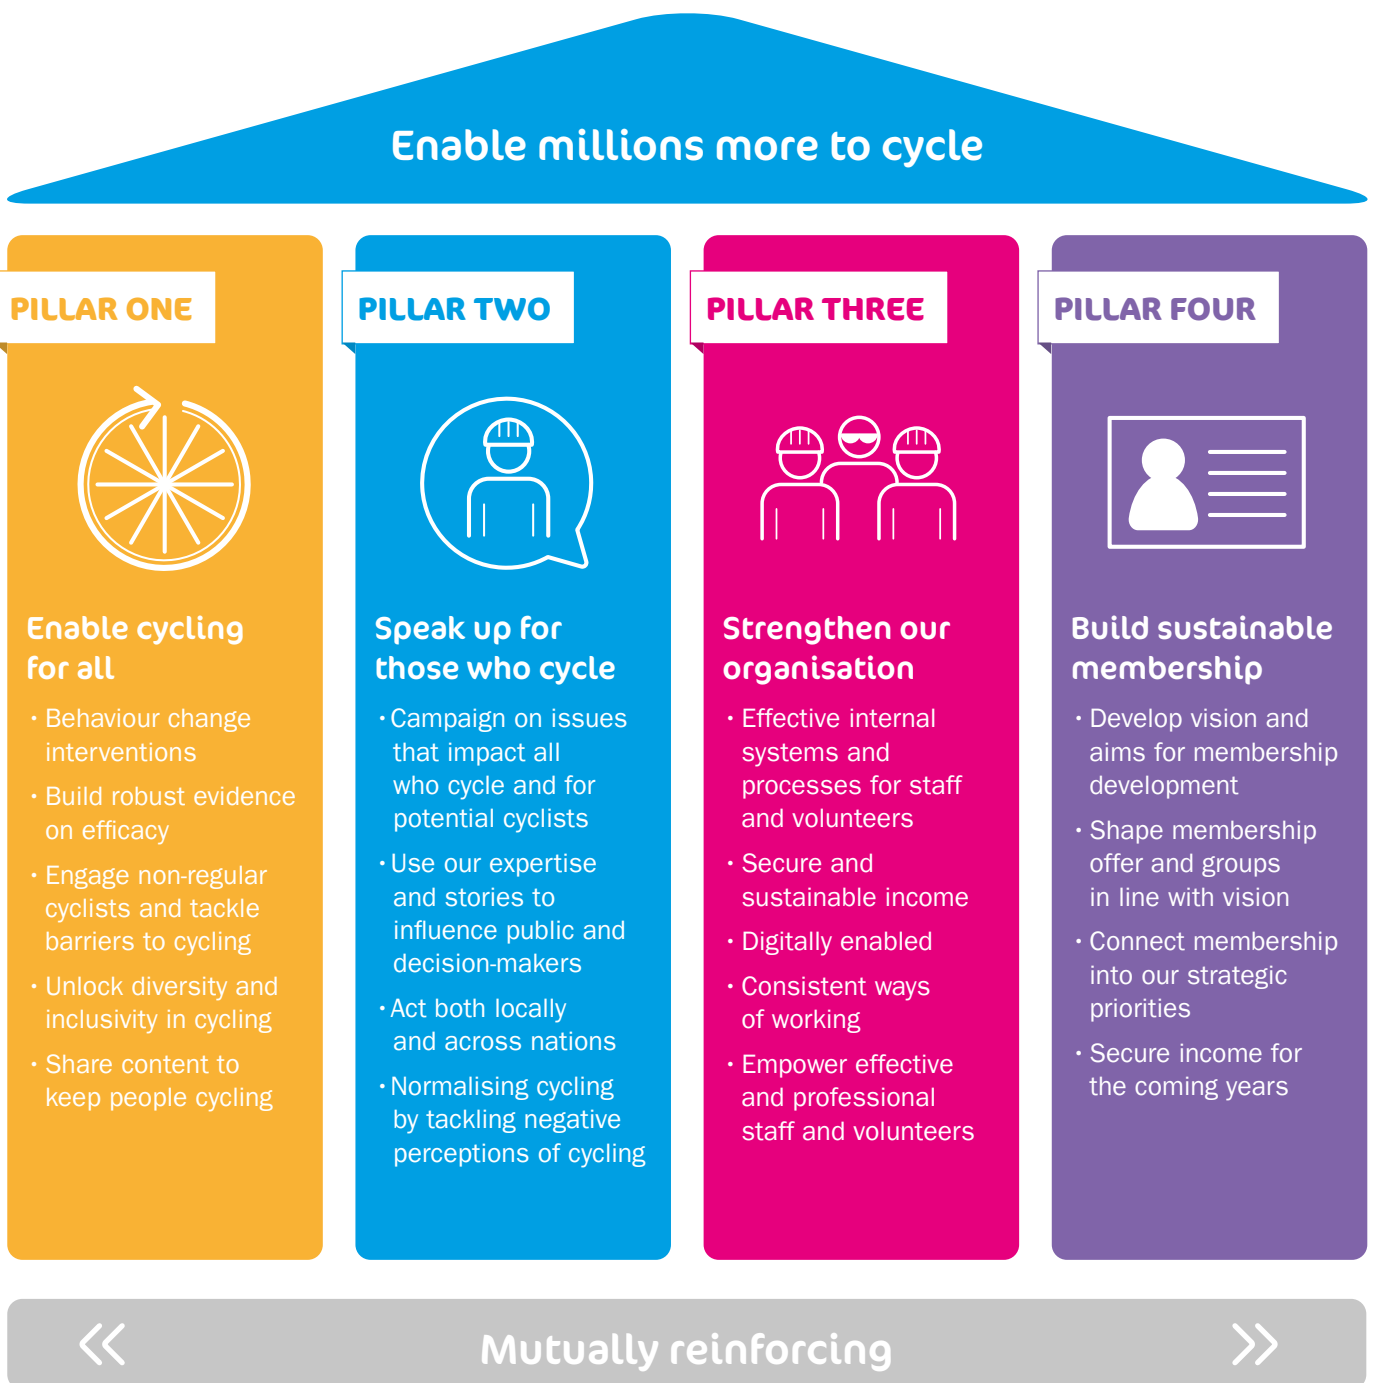 Enable millions more to cycle
PILLAR ONE
Enable cycling
for all
· Behaviour change
interventions
· Build robust evidence
on efficacy
· Engage non-regular
cyclists and tackle
barriers to cycling
· Unlock diversity and
inclusivity in cycling
· Share content to
keep people cycling
PILLAR TWO
Speak up for
those who cycle
· Campaign on issues
that impact all
who cycle and for
potential cyclists
· Use our expertise
and stories to
influence public and
decision-makers
· Act both locally
and across nations
· Normalising cycling
by tackling negative
perceptions of cycling
PILLAR THREE
Strengthen our
organisation
· Effective internal
systems and
processes for staff
and volunteers
· Secure and
sustainable income
· Digitally enabled
· Consistent ways
of working
· Empower effective
and professional
staff and volunteers
PILLAR FOUR
Build sustainable
membership
· Develop vision and
aims for membership
development
· Shape membership
offer and groups
in line with vision
· Connect membership
into our strategic
priorities
· Secure income for
the coming years
Mutually reinforcing